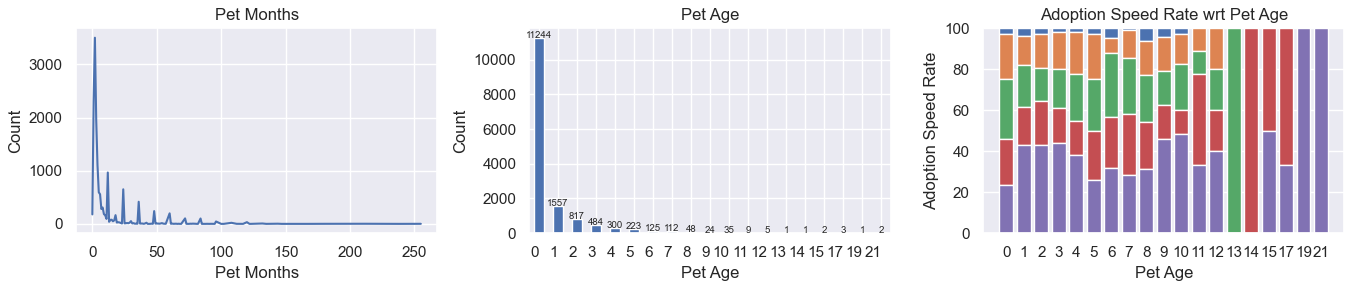 Pet Months
Count
3000
2000
1000
0
0 50 100 150 200 250
Pet Months
Pet Age
Count
10000
8000
6000
4000
2000
0
11244 1557 817 484 300 223 125 112 48 24 35 9 5 1 1 2 3 1 2
0 1 2 3 4 5 6 7 8 9 10 11 12 13 14 15 17 19 21
Pet Age
Adoption Speed Rate wrt Pet Age
Adoption Speed Rate
100
80
60
40
20
0
0 1 2 3 4 5 6 7 8 9 10 11 12 13 14 15 17 19 21
Pet Age